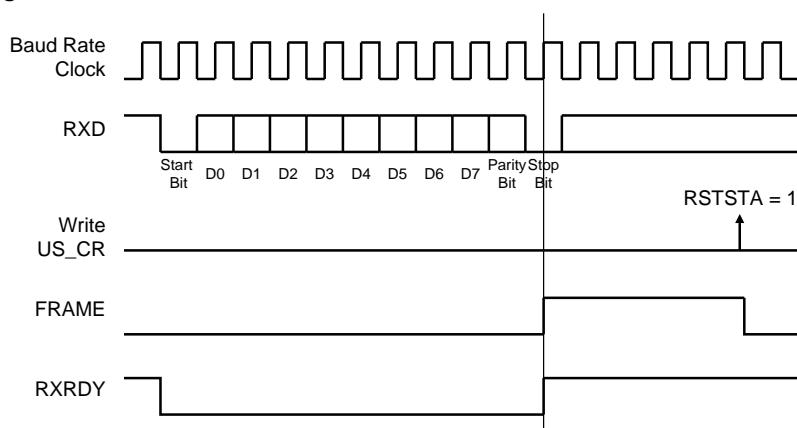 Baud Rate
Clock
RXD
Start
Bit
D0 D1 D2 D3 D4 D5 D6 D7
Parity
Bit
Stop
Bit
RSTSTA = 1
Write
US_CR
FRAME
RXRDY